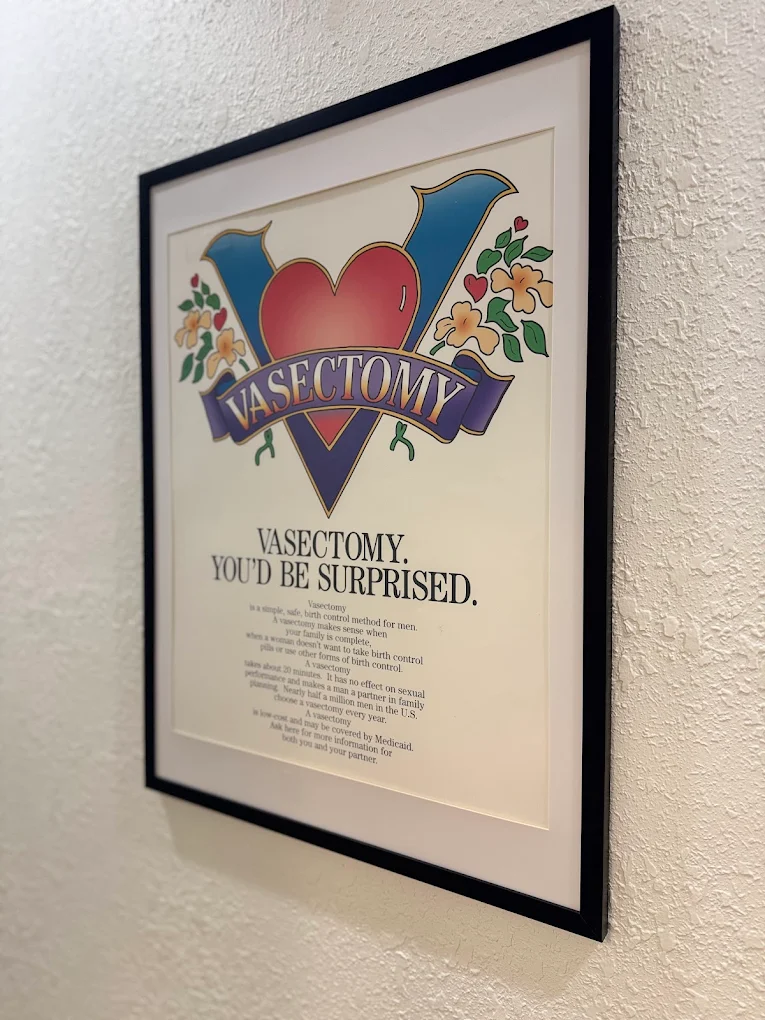 VASECTOMY
VASECTOMY.
YOU'D BE SURPRISED.
Vasectomy
is a simple, safe, birth control method for men.
A vasectomy makes sense when
your family is complete,
when a woman doesn't want to take birth control
pills or use other forms of birth control.
A vasectomy
takes about 20 minutes. It has no effect on sexual
performance and makes a man a partner in family
planning. Nearly half a million men in the U.S.
choose a vasectomy every year.
A vasectomy
is low-cost and may be covered by Medicaid.
Ask here for more information for
both you and your partner.